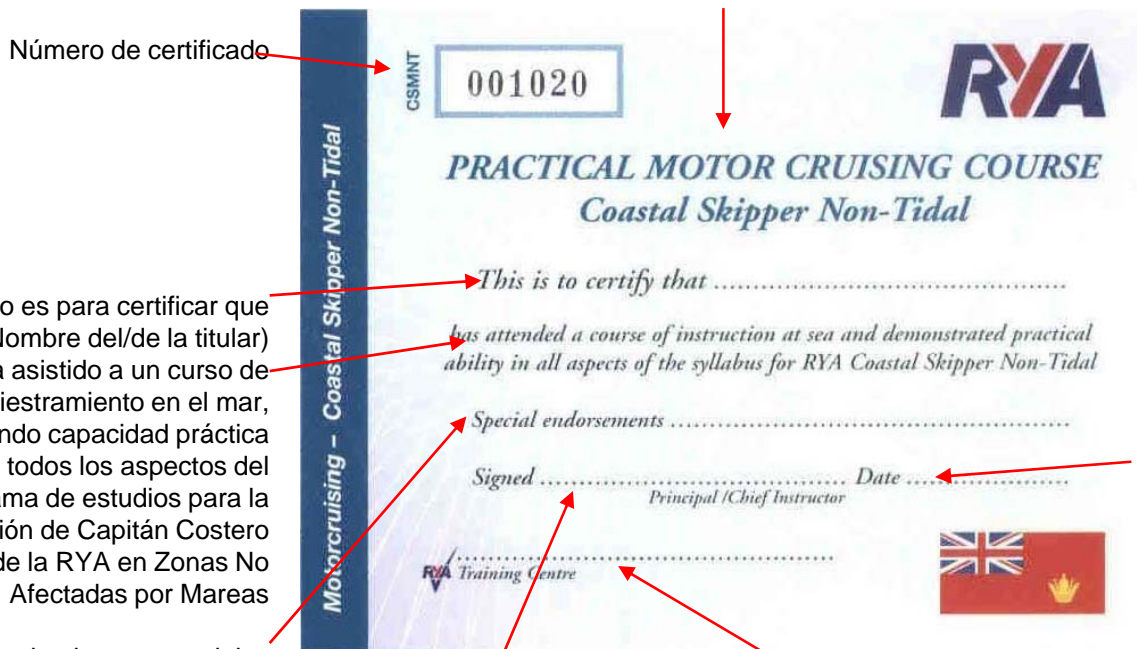 Número de certificado
CSMNT
001020
RYA
PRACTICAL MOTOR CRUISING COURSE
Coastal Skipper Non-Tidal
Motorcruising – Coastal Skipper Non-Tidal
This is to certify that ..........................................
has attended a course of instruction at sea and demonstrated practical
ability in all aspects of the syllabus for RYA Coastal Skipper Non-Tidal
Special endorsements ..................................................
Signed ...................................... Date ....................
Principal /Chief Instructor
..............................................
RYA Training Centre
o es para certificar que
Nombre del/de la titular)
a asistido a un curso de
iestramiento en el mar,
ndo capacidad práctica
todos los aspectos del
ama de estudios para la
ión de Capitán Costero
de la RYA en Zonas No
Afectadas por Mareas